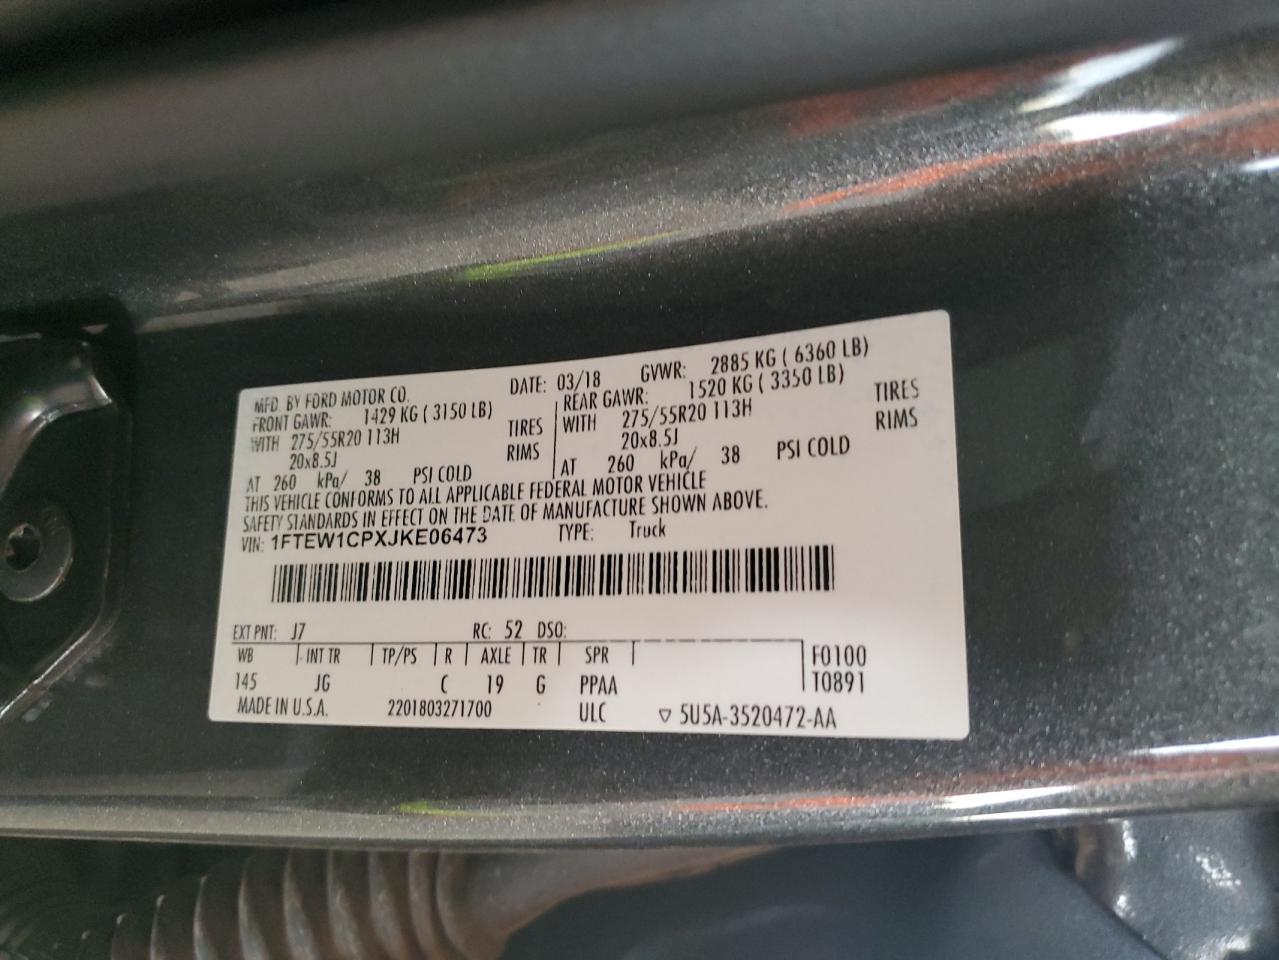 MFD. BY FORD MOTOR CO. DATE: 03/18 GVWR: 2885 KG ( 6360 LB)
FRONT GAWR: 1429 KG ( 3150 LB) REAR GAWR: 1520 KG ( 3350 LB)
WITH 275/55R20 113H TIRES WITH 275/55R20 113H TIRES
20x8.5J RIMS 20x8.5J RIMS
AT 260 kPa/ 38 PSI COLD AT 260 kPa/ 38 PSI COLD
THIS VEHICLE CONFORMS TO ALL APPLICABLE FEDERAL MOTOR VEHICLE
SAFETY STANDARDS IN EFFECT ON THE DATE OF MANUFACTURE SHOWN ABOVE.
VIN: 1FTEW1CPXJKE06473 TYPE: Truck
EXT PNT: J7 RC: 52 DSO:
WB INT TR TP/PS R AXLE TR SPR F0100
145 JG C 19 G PPAA T0891
MADE IN U.S.A. 2201803271700 ULC ▽ 5U5A-3520472-AA